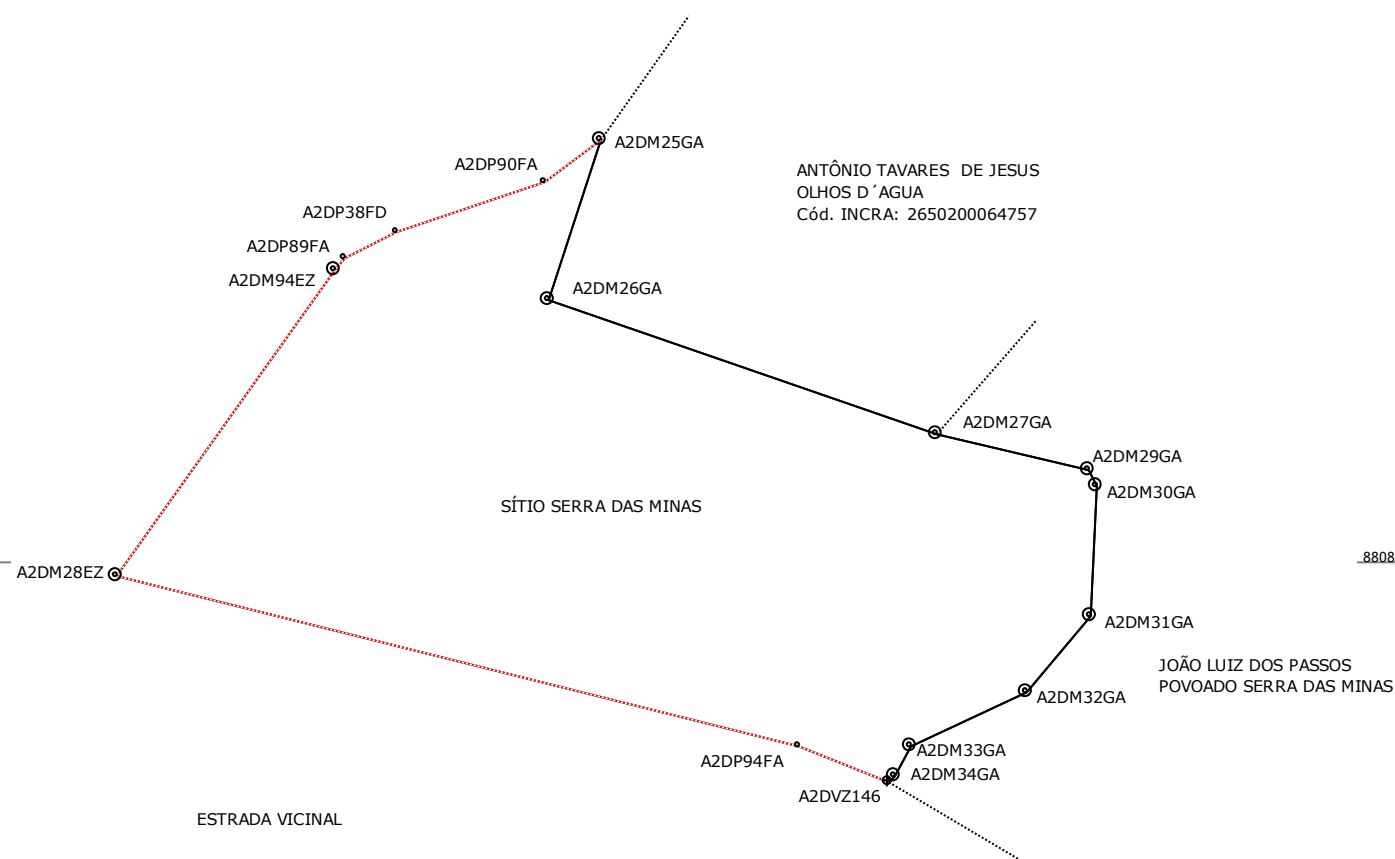 A2DM25GA
A2DP90FA
ANTÔNIO TAVARES DE JESUS
OLHOS D´AGUA
Cód. INCRA: 2650200064757
A2DP38FD
A2DP89FA
A2DM94EZ
A2DM26GA
A2DM27GA
A2DM29GA
A2DM30GA
SÍTIO SERRA DAS MINAS
8808
A2DM28EZ
A2DM31GA
JOÃO LUIZ DOS PASSOS
POVOADO SERRA DAS MINAS
A2DM32GA
A2DM33GA
A2DP94FA
A2DM34GA
A2DVZ146
ESTRADA VICINAL